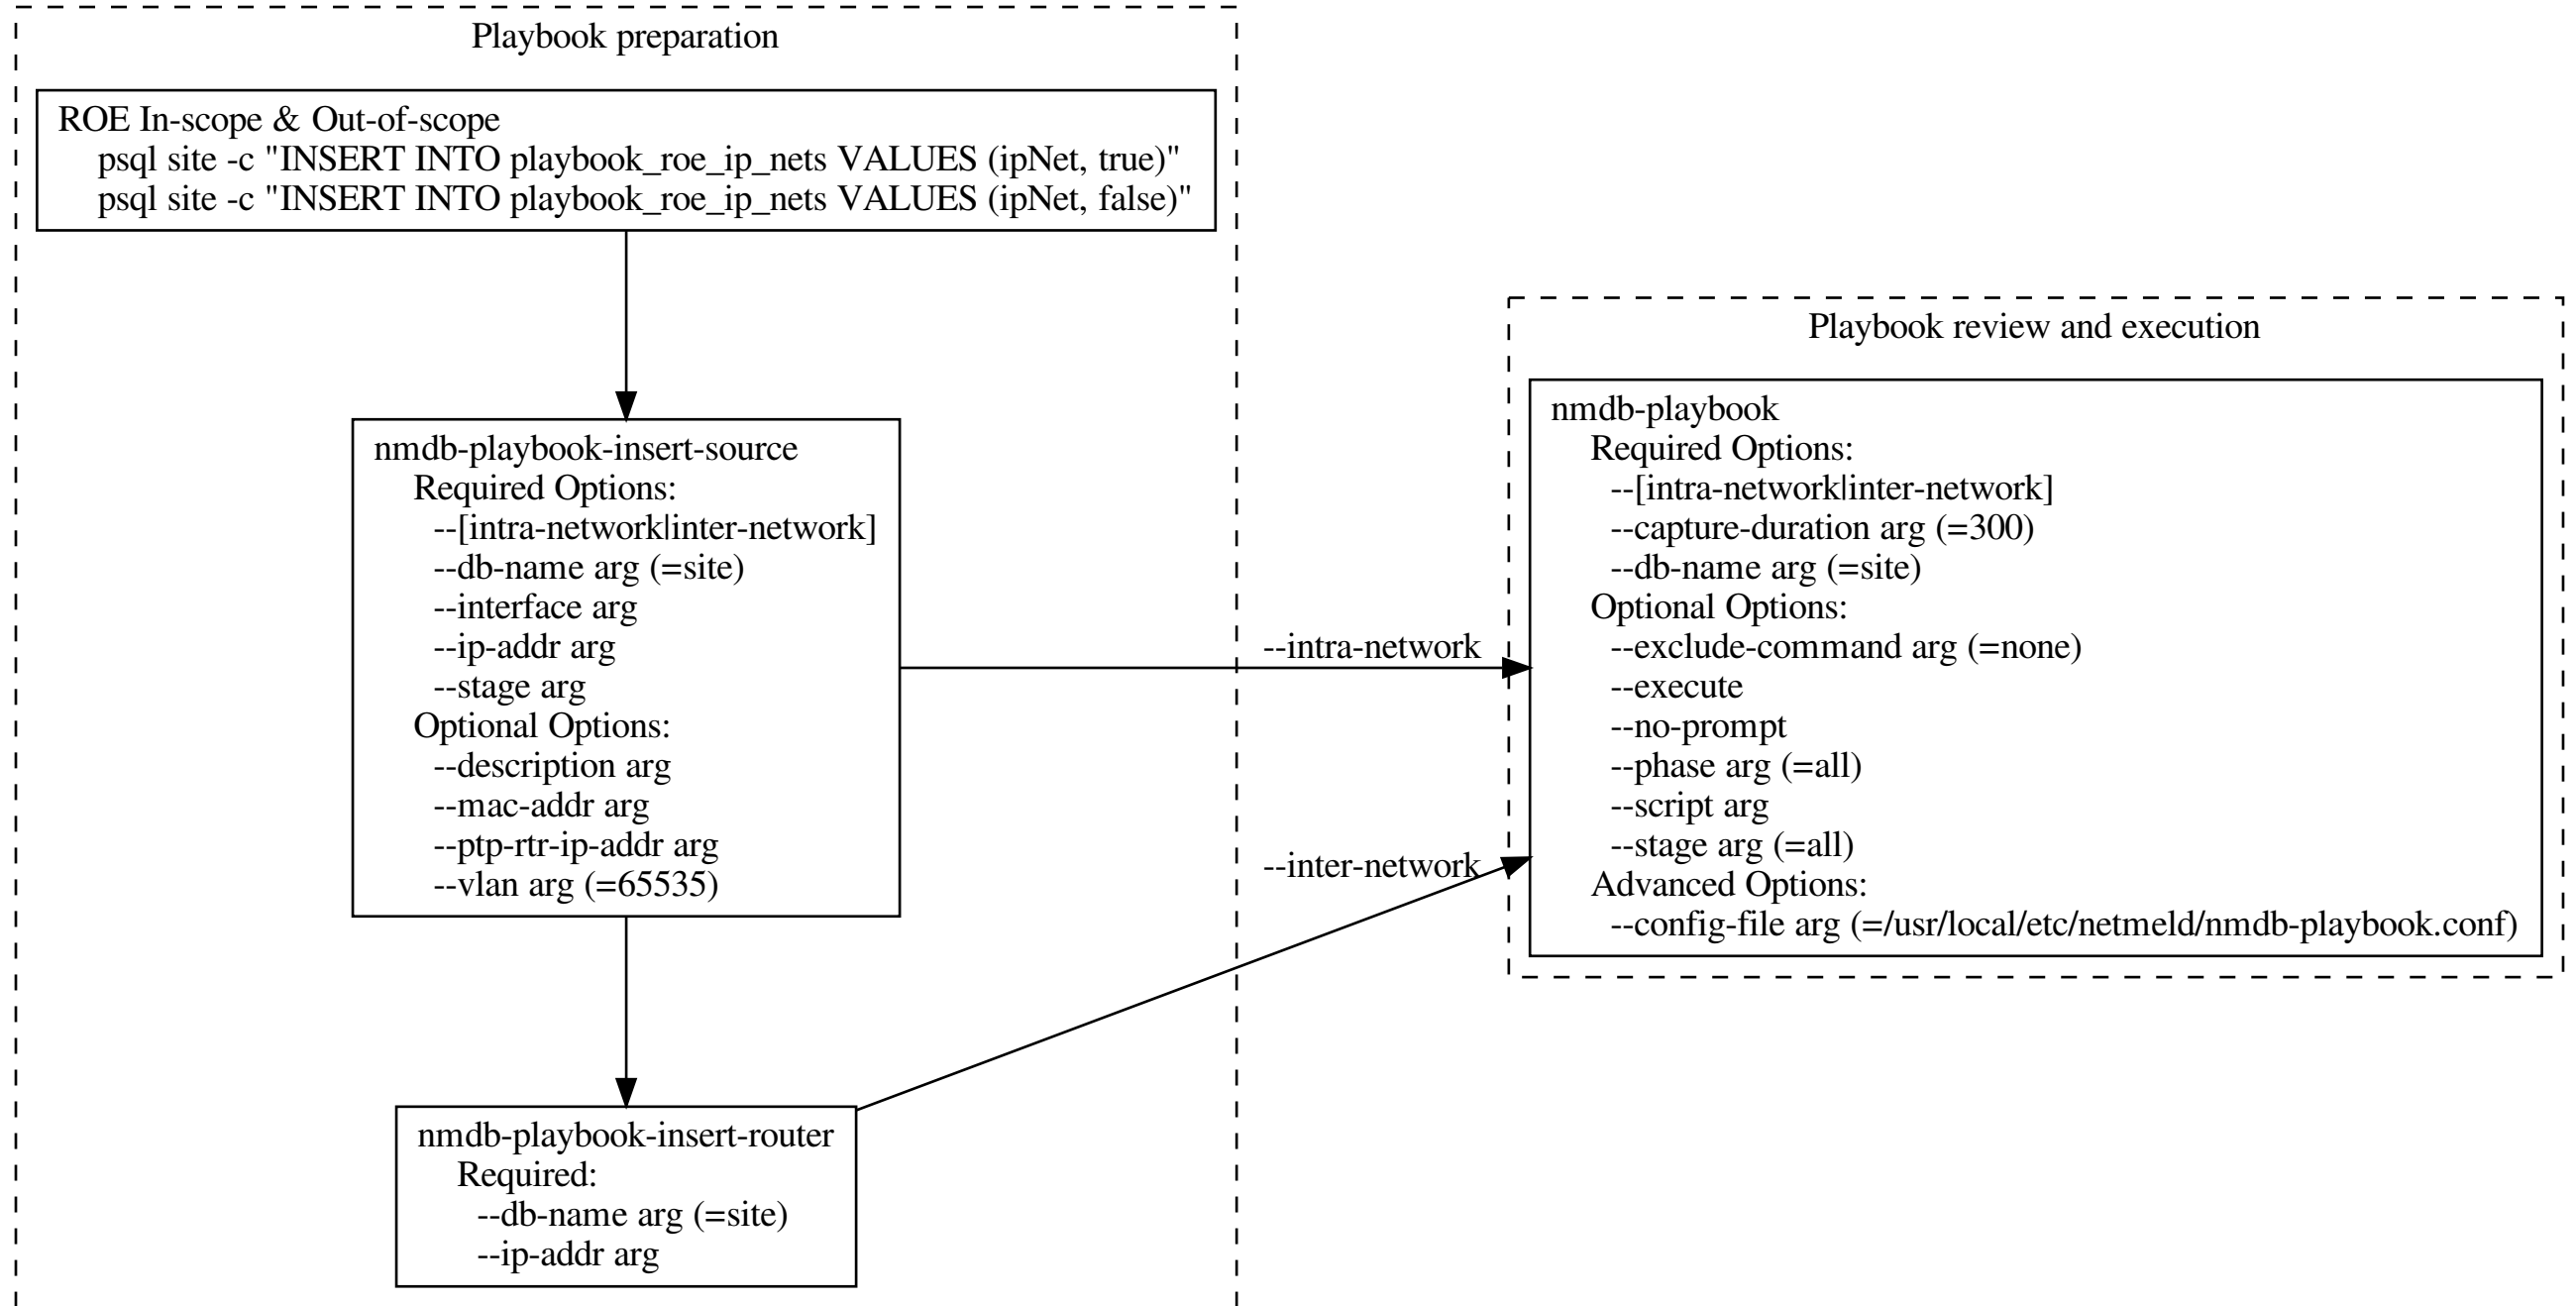 Playbook preparation
ROE In-scope & Out-of-scope
psql site -c "INSERT INTO playbook_roe_ip_nets VALUES (ipNet, true)"
psql site -c "INSERT INTO playbook_roe_ip_nets VALUES (ipNet, false)"
nmdb-playbook-insert-source
Required Options:
--[intra-network|inter-network]
--db-name arg (=site)
--interface arg
--ip-addr arg
--stage arg
Optional Options:
--description arg
--mac-addr arg
--ptp-rtr-ip-addr arg
--vlan arg (=65535)
nmdb-playbook-insert-router
Required:
--db-name arg (=site)
--ip-addr arg
--intra-network
--inter-network
Playbook review and execution
nmdb-playbook
Required Options:
--[intra-network|inter-network]
--capture-duration arg (=300)
--db-name arg (=site)
Optional Options:
--exclude-command arg (=none)
--execute
--no-prompt
--phase arg (=all)
--script arg
--stage arg (=all)
Advanced Options:
--config-file arg (=/usr/local/etc/netmeld/nmdb-playbook.conf)